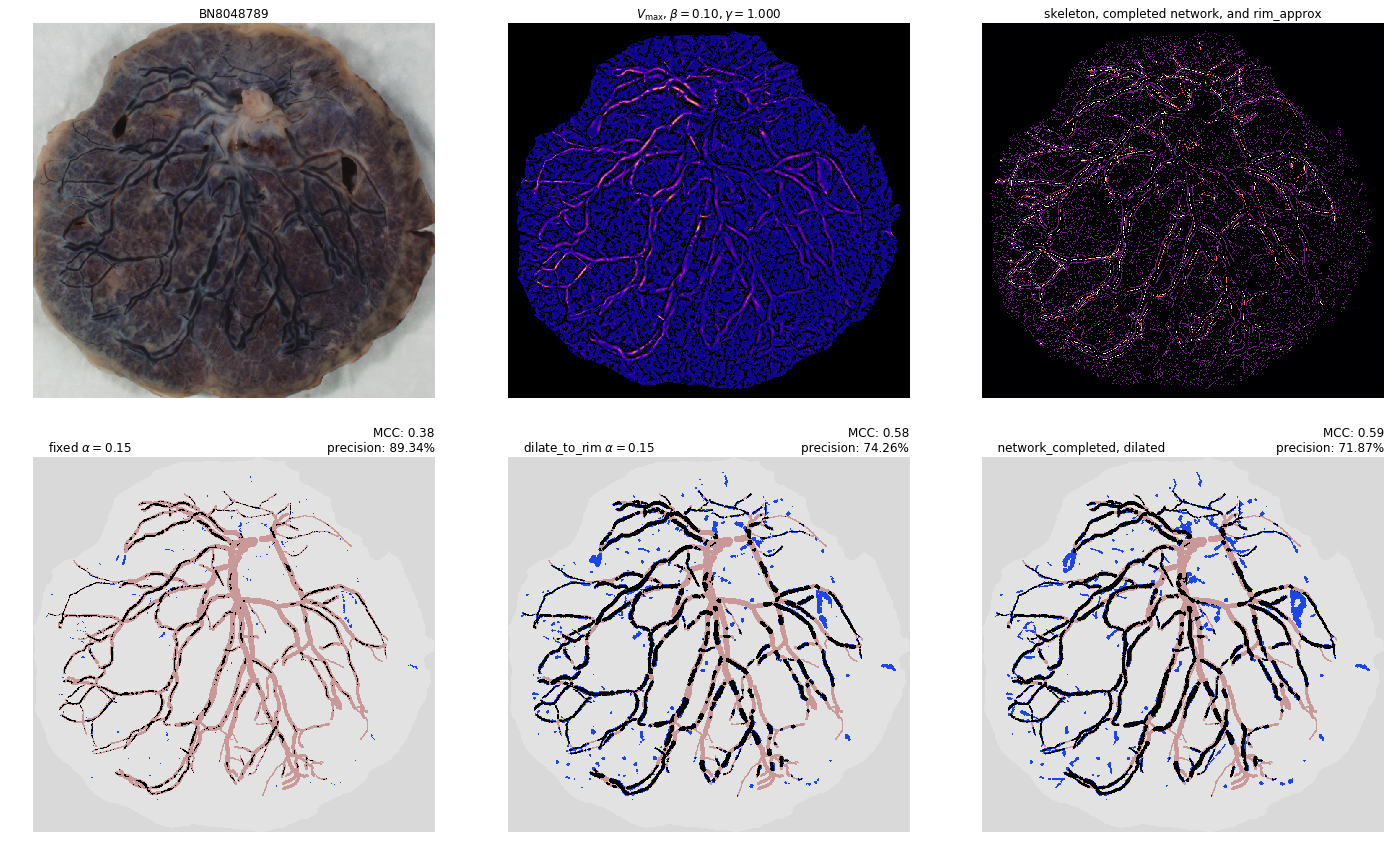 BN8048789
V_max, β = 0.10, γ = 1.000
skeleton, completed network, and rim_approx
MCC: 0.38
fixed α = 0.15 precision: 89.34%
MCC: 0.58
dilate_to_rim α = 0.15 precision: 74.26%
MCC: 0.59
network_completed, dilated precision: 71.87%